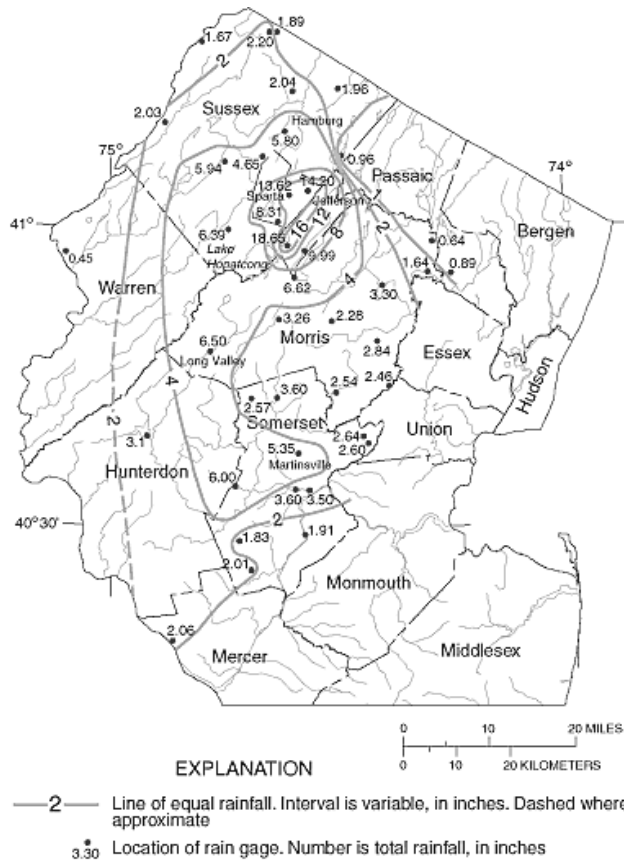 1.89
1.67
2.20
2
2.04
1.96
2.03
Sussex
Hamburg
75°
5.80
0.96
74°
5.94
4.65
Passaic
13.62
14.20
Sparta
Jefferson
41°
8.31
12
Bergen
6.39
16
8
2
0.64
Lake
Hopatcong
18.65
9.99
0.45
1.64
0.89
4
Warren
6.62
3.30
3.26
2.28
Morris
6.50
Long Valley
2.84
Essex
4
Hudson
2.54
2.46
3.60
2.57
2
Somerset
Union
3.1
2.64
2.60
5.35
Martinsville
Hunterdon
6.00
3.60
3.50
40°30'
2
1.83
1.91
2.01
Monmouth
2.06
Mercer
Middlesex
0 10 20 MILES
0 10 20 KILOMETERS
EXPLANATION
2 Line of equal rainfall. Interval is variable, in inches. Dashed where
approximate
3.30 Location of rain gage. Number is total rainfall, in inches